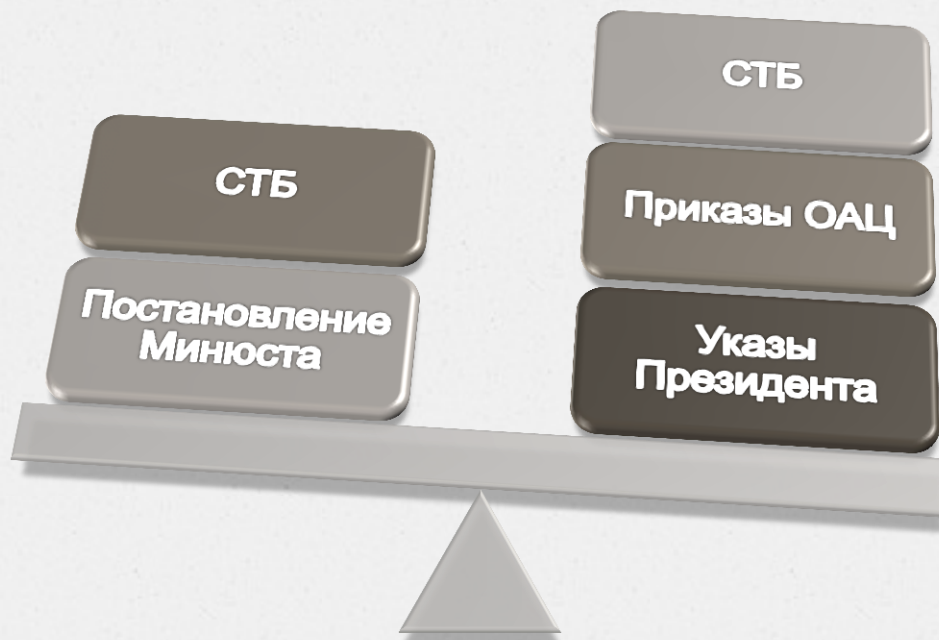 СТБ
Постановление
Минюста
СТБ
Приказы ОАЦ
Указы
Президента